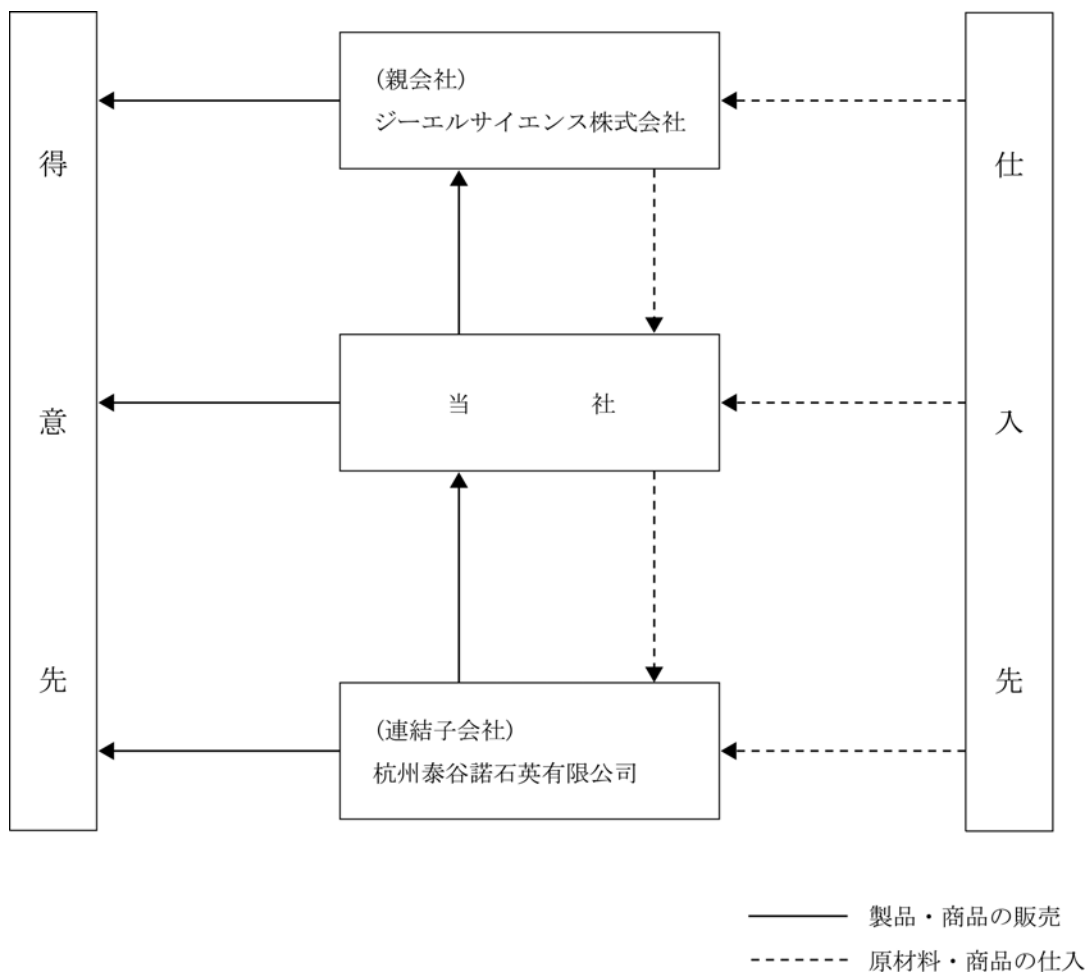 得意先
(親会社)
ジーエルサイエンス株式会社
当社
(連結子会社)
杭州泰谷諾石英有限公司
仕入先
製品・商品の販売
原材料・商品の仕入